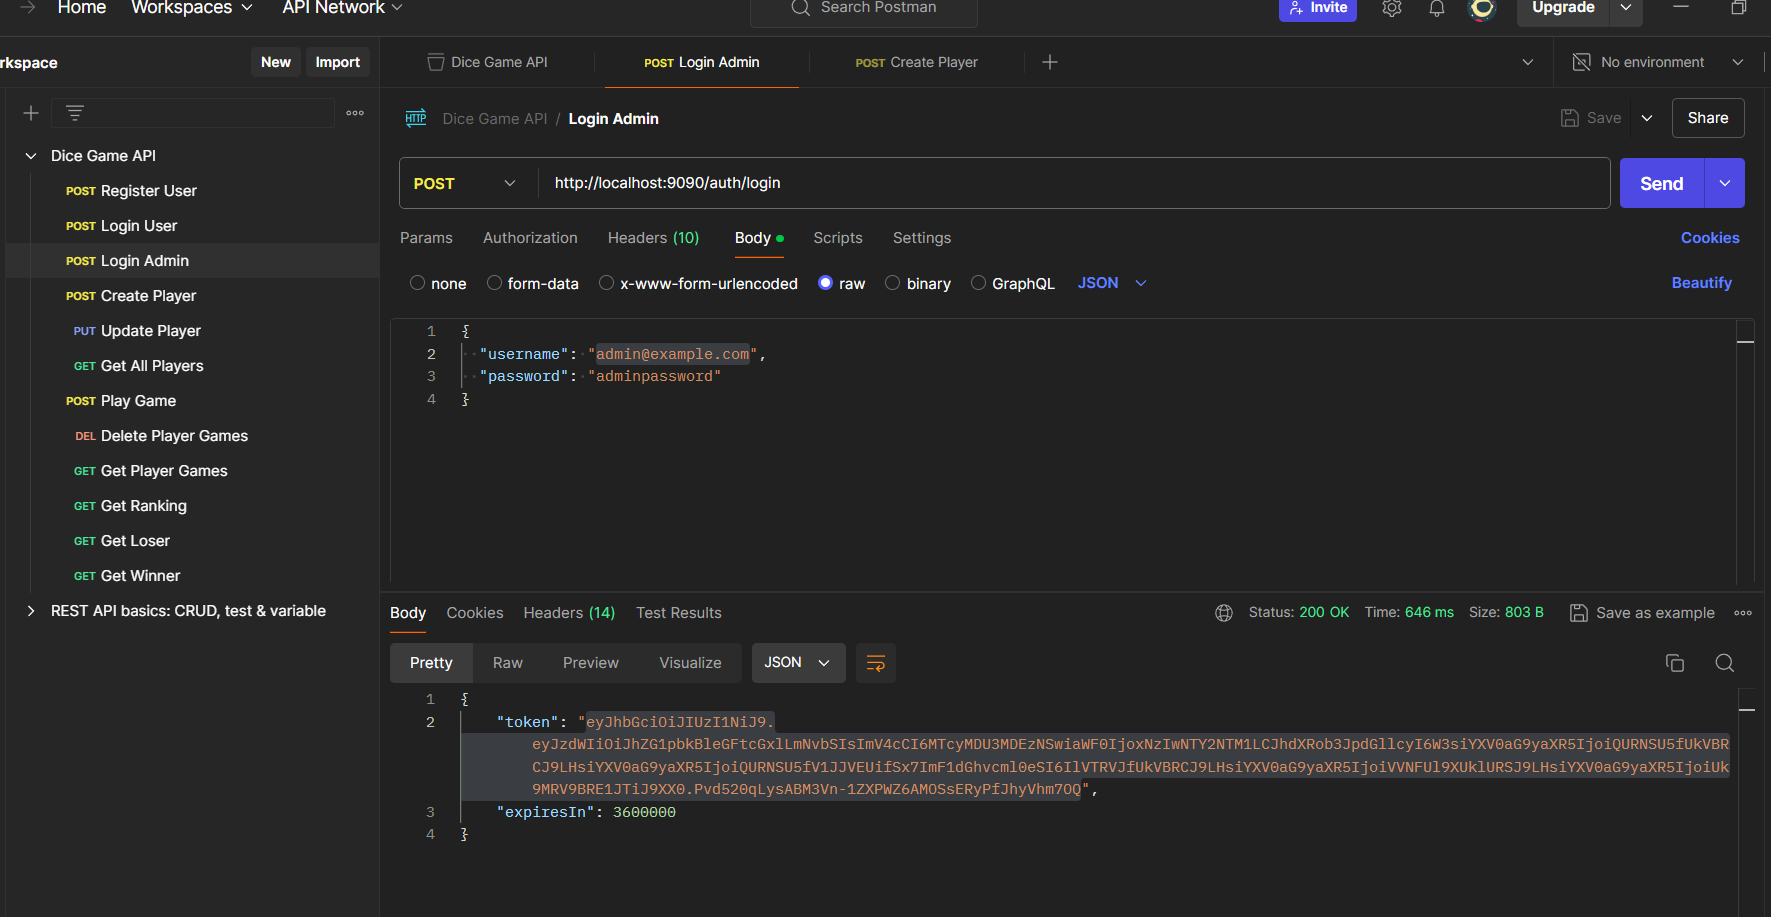 Home Workspaces API Network Search Postman Invite Upgrade
rkspace New Import Dice Game API POST Login Admin POST Create Player No environment
HTTP Dice Game API / Login Admin Save Share
Dice Game API
POST Register User
POST Login User
POST Login Admin
POST Create Player
PUT Update Player
GET Get All Players
POST Play Game
DEL Delete Player Games
GET Get Player Games
GET Get Ranking
GET Get Loser
GET Get Winner
REST API basics: CRUD, test & variable
POST http://localhost:9090/auth/login Send
Params Authorization Headers (10) Body Scripts Settings Cookies
none form-data x-www-form-urlencoded raw binary GraphQL JSON Beautify
1 {
2 "username": "admin@example.com",
3 "password": "adminpassword"
4 }
Body Cookies Headers (14) Test Results Status: 200 OK Time: 646 ms Size: 803 B Save as example
Pretty Raw Preview Visualize JSON
1 {
2 "token": "eyJhbGciOiJIUzI1NiJ9.
eyJzdWIiOiJhZG1pbkBleGFtcGxlLmNvbSIsImV4cCI6MTcyMDU3MDEzNSwiaWF0IjoxNzIwNTY2NTM1LCJhdXRob3JpdGllcyI6W3siYXV0aG9yaXR5IjoiQURNSU5fUkVBR
CJ9LHsiYXV0aG9yaXR5IjoiQURNSU5fV1JJVEUifSx7ImF1dGhvcml0eSI6IlVTRVJfUkVBRCJ9LHsiYXV0aG9yaXR5IjoiVVNFUl9XUklURSJ9LHsiYXV0aG9yaXR5IjoiUk
9MRV9BRE1JTiJ9XX0.Pvd520qLysABM3Vn-1ZXPWZ6AMOSsERyPfJhyVhm7OQ",
3 "expiresIn": 3600000
4 }